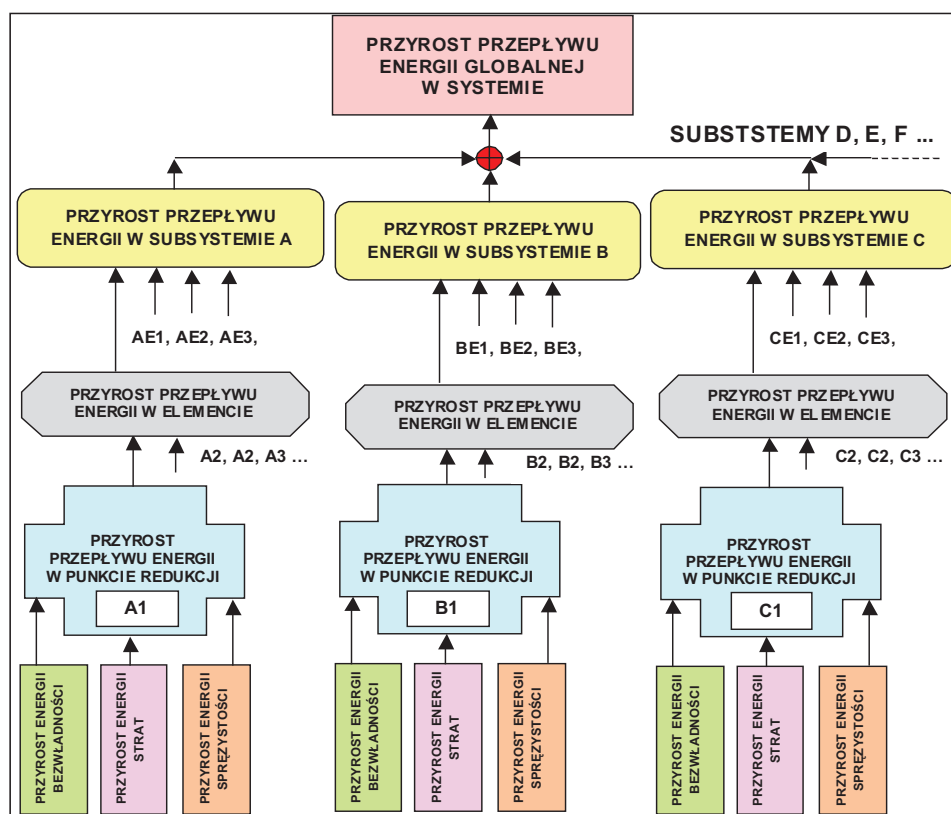 PRZYROST PRZEPŁYWU
ENERGII GLOBALNEJ
W SYSTEMIE
SUBSTSTEMY D, E, F ...
PRZYROST PRZEPŁYWU
ENERGII W SUBSYSTEMIE A
PRZYROST PRZEPŁYWU
ENERGII W SUBSYSTEMIE B
PRZYROST PRZEPŁYWU
ENERGII W SUBSYSTEMIE C
AE1, AE2, AE3,
BE1, BE2, BE3,
CE1, CE2, CE3,
PRZYROST PRZEPŁYWU
ENERGII W ELEMENCIE
PRZYROST PRZEPŁYWU
ENERGII W ELEMENCIE
PRZYROST PRZEPŁYWU
ENERGII W ELEMENCIE
A2, A2, A3 ...
B2, B2, B3 ...
C2, C2, C3 ...
PRZYROST
PRZEPŁYWU ENERGII
W PUNKCIE REDUKCJI
A1
PRZYROST
PRZEPŁYWU ENERGII
W PUNKCIE REDUKCJI
B1
PRZYROST
PRZEPŁYWU ENERGII
W PUNKCIE REDUKCJI
C1
PRZYROST ENERGII
BEZWŁADNOŚCI
PRZYROST ENERGII
STRAT
PRZYROST ENERGII
SPRĘZYSTOŚCI
PRZYROST ENERGII
BEZWŁADNOŚCI
PRZYROST ENERGII
STRAT
PRZYROST ENERGII
SPRĘZYSTOŚCI
PRZYROST ENERGII
BEZWŁADNOŚCI
PRZYROST ENERGII
STRAT
PRZYROST ENERGII
SPRĘZYSTOŚCI